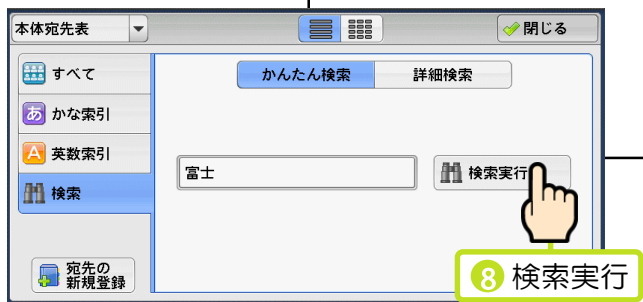 本体宛先表
閉じる
すべて
かんたん検索 詳細検索
あ かな索引
A 英数索引
富士
検索実行
検索
宛先の
新規登録
8 検索実行